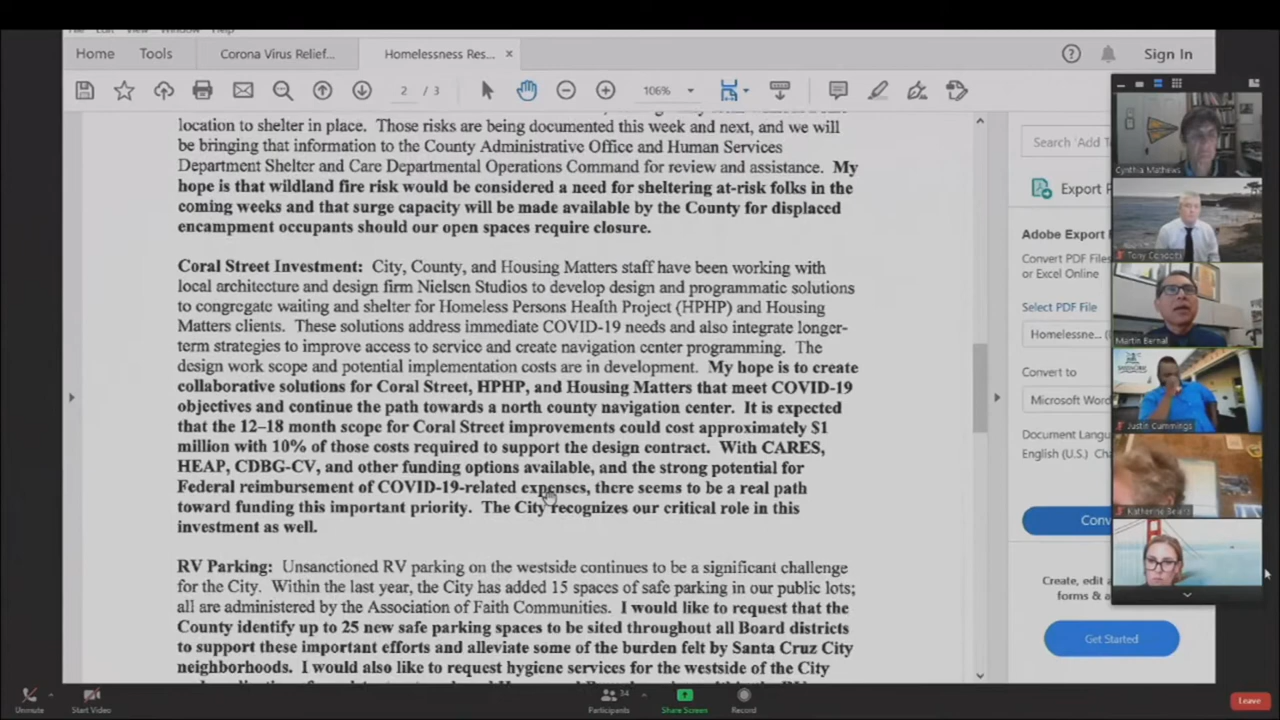 Home
Tools
Corona Virus Relief...
Homelessness Res... ×
Sign In
2 / 3
106%
location to shelter in place. Those risks are being documented this week and next, and we will
be bringing that information to the County Administrative Office and Human Services
Department Shelter and Care Departmental Operations Command for review and assistance. My
hope is that wildland fire risk would be considered a need for sheltering at-risk folks in the
coming weeks and that surge capacity will be made available by the County for displaced
encampment occupants should our open spaces require closure.
Coral Street Investment: City, County, and Housing Matters staff have been working with
local architecture and design firm Nielsen Studios to develop design and programmatic solutions
to congregate waiting and shelter for Homeless Persons Health Project (HPHP) and Housing
Matters clients. These solutions address immediate COVID-19 needs and also integrate longer-
term strategies to improve access to service and create navigation center programming. The
design work scope and potential implementation costs are in development. My hope is to create
collaborative solutions for Coral Street, HPHP, and Housing Matters that meet COVID-19
objectives and continue the path towards a north county navigation center. It is expected
that the 12–18 month scope for Coral Street improvements could cost approximately $1
million with 10% of those costs required to support the design contract. With CARES,
HEAP, CDBG-CV, and other funding options available, and the strong potential for
Federal reimbursement of COVID-19-related expenses, there seems to be a real path
toward funding this important priority. The City recognizes our critical role in this
investment as well.
RV Parking: Unsanctioned RV parking on the westside continues to be a significant challenge
for the City. Within the last year, the City has added 15 spaces of safe parking in our public lots;
all are administered by the Association of Faith Communities. I would like to request that the
County identify up to 25 new safe parking spaces to be sited throughout all Board districts
to support these important efforts and alleviate some of the burden felt by Santa Cruz City
neighborhoods. I would also like to request hygiene services for the westside of the City
Search 'Add
Export P
Adobe Export
Convert PDF Files
or Excel Online
Select PDF File
Homelessne...
Convert to
Microsoft Word
Document Langu
English (U.S.) Cha
Conv
Create, edit
forms & a
Get Started
Cynthia Mathews
Martin Bernal
Justin Cummings
Unmute
Start Video
34
Participants
Share Screen
Record
Leave